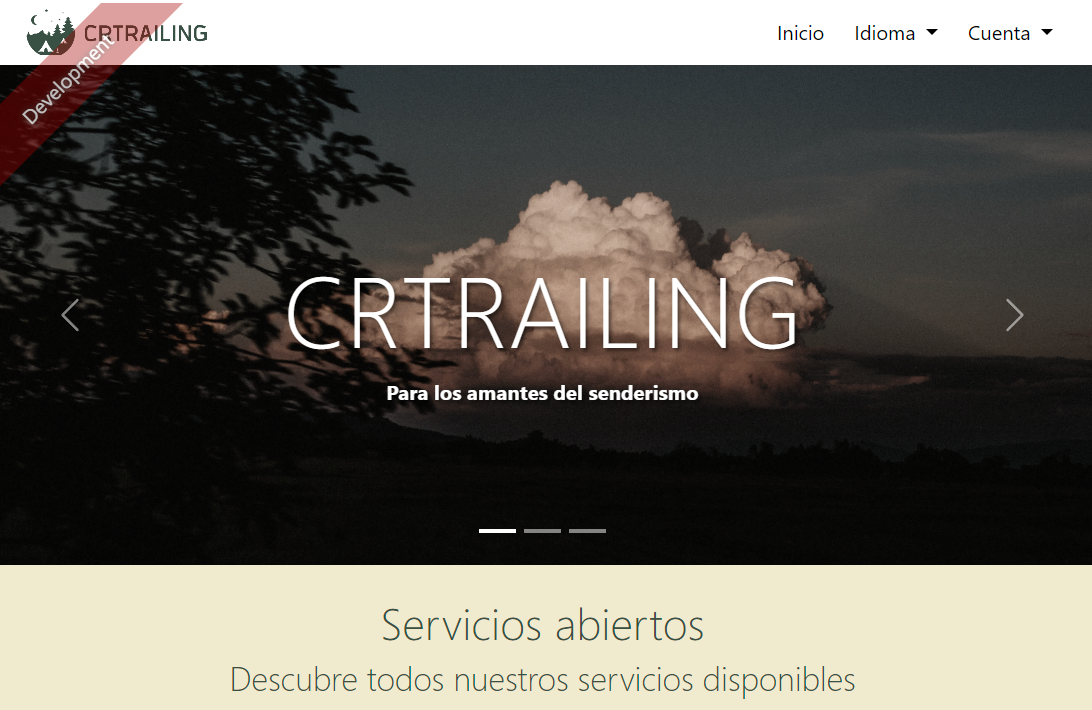 CRTRAILING
Inicio Idioma Cuenta
Development
CRTRAILING
Para los amantes del senderismo
Servicios abiertos
Descubre todos nuestros servicios disponibles